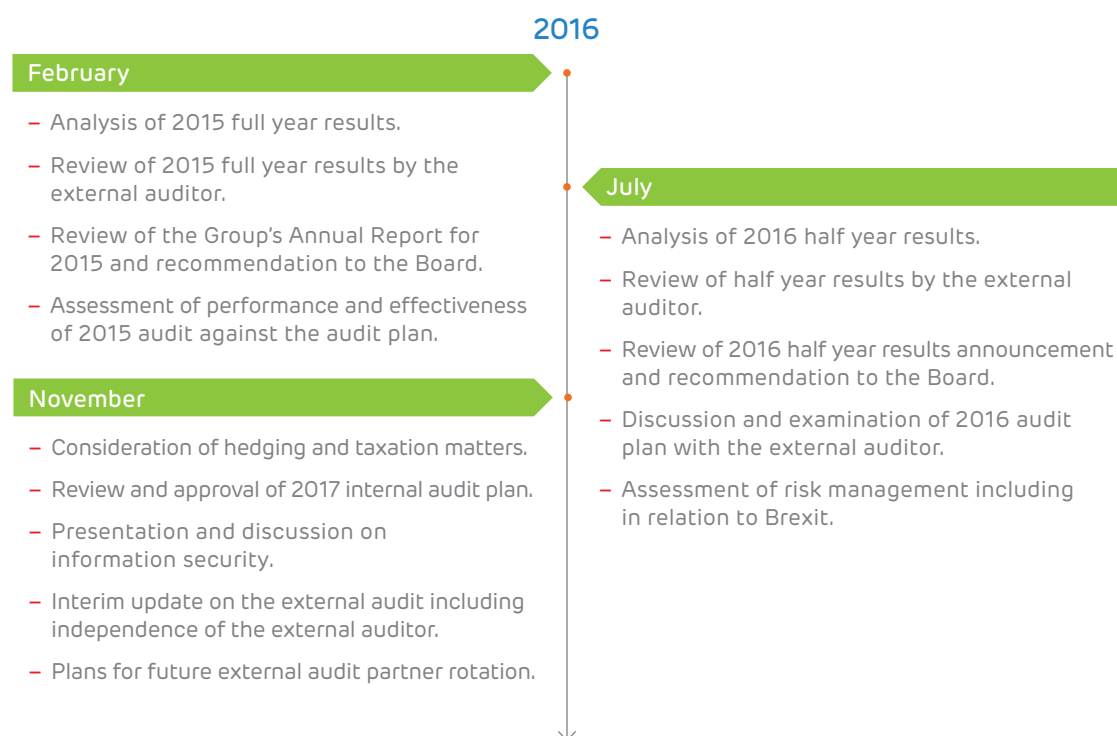 2016
February
– Analysis of 2015 full year results.
– Review of 2015 full year results by the
external auditor.
– Review of the Group's Annual Report for
2015 and recommendation to the Board.
– Assessment of performance and effectiveness
of 2015 audit against the audit plan.
July
– Analysis of 2016 half year results.
– Review of half year results by the external
auditor.
– Review of 2016 half year results announcement
and recommendation to the Board.
– Discussion and examination of 2016 audit
plan with the external auditor.
– Assessment of risk management including
in relation to Brexit.
November
– Consideration of hedging and taxation matters.
– Review and approval of 2017 internal audit plan.
– Presentation and discussion on
information security.
– Interim update on the external audit including
independence of the external auditor.
– Plans for future external audit partner rotation.